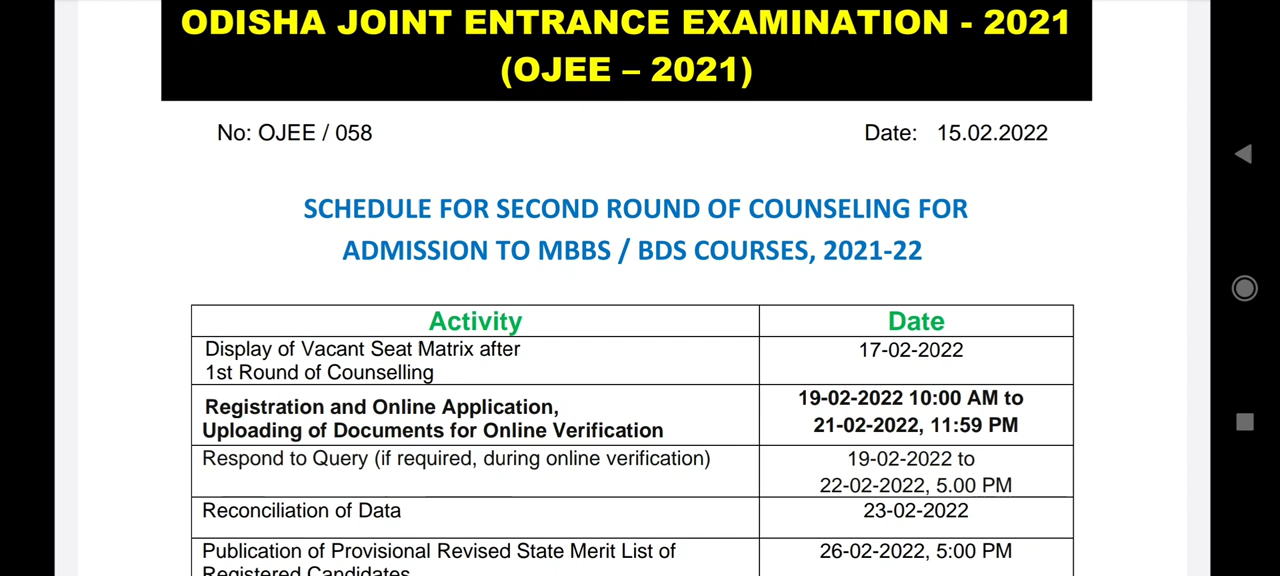 ODISHA JOINT ENTRANCE EXAMINATION - 2021
(OJEE – 2021)
No: OJEE / 058 Date: 15.02.2022
SCHEDULE FOR SECOND ROUND OF COUNSELING FOR
ADMISSION TO MBBS / BDS COURSES, 2021-22
Activity Date
Display of Vacant Seat Matrix after 17-02-2022
1st Round of Counselling
Registration and Online Application, 19-02-2022 10:00 AM to
Uploading of Documents for Online Verification 21-02-2022, 11:59 PM
Respond to Query (if required, during online verification) 19-02-2022 to
22-02-2022, 5.00 PM
Reconciliation of Data 23-02-2022
Publication of Provisional Revised State Merit List of 26-02-2022, 5:00 PM
Registered Candidates